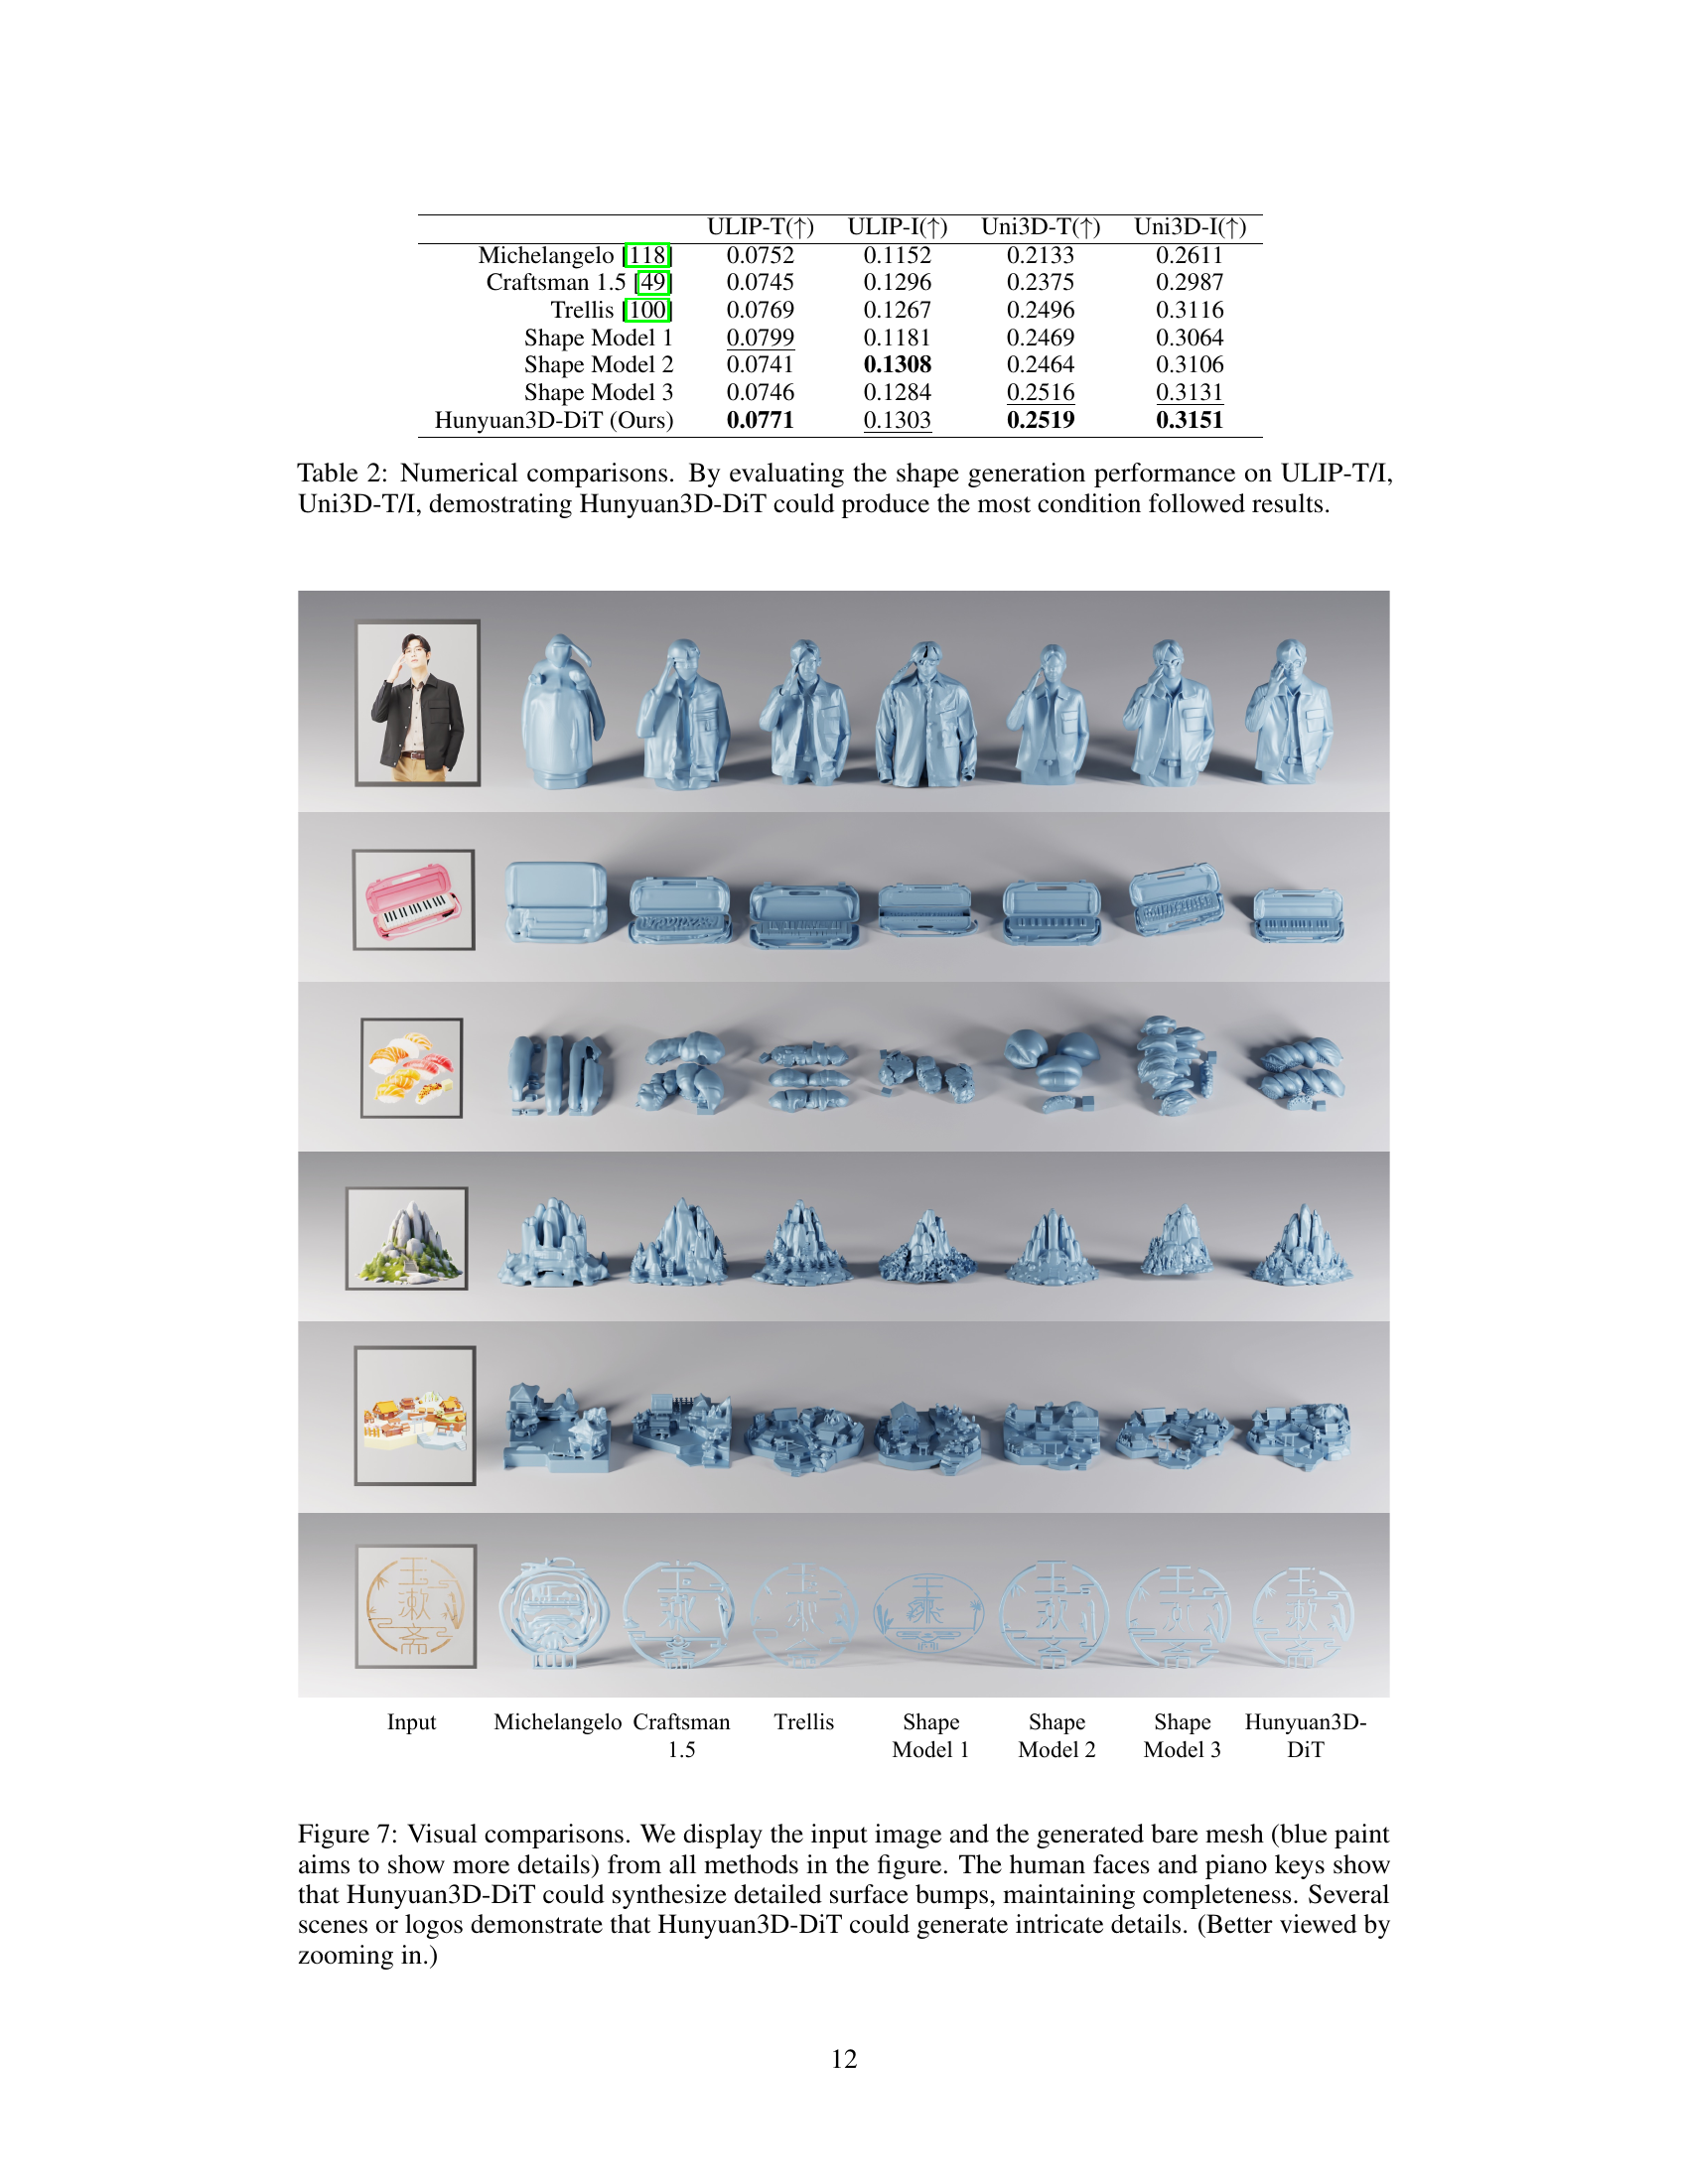 ULIP-T(↑) ULIP-I(↑) Uni3D-T(↑) Uni3D-I(↑)
Michelangelo [118] 0.0752 0.1152 0.2133 0.2611
Craftsman 1.5 [49] 0.0745 0.1296 0.2375 0.2987
Trellis [100] 0.0769 0.1267 0.2496 0.3116
Shape Model 1 0.0799 0.1181 0.2469 0.3064
Shape Model 2 0.0741 0.1308 0.2464 0.3106
Shape Model 3 0.0746 0.1284 0.2516 0.3131
Hunyuan3D-DiT (Ours) 0.0771 0.1303 0.2519 0.3151
Table 2: Numerical comparisons. By evaluating the shape generation performance on ULIP-T/I,
Uni3D-T/I, demostrating Hunyuan3D-DiT could produce the most condition followed results.
玉
漱
斋
Input Michelangelo Craftsman 1.5 Trellis Shape Model 1 Shape Model 2 Shape Model 3 Hunyuan3D-DiT
Figure 7: Visual comparisons. We display the input image and the generated bare mesh (blue paint
aims to show more details) from all methods in the figure. The human faces and piano keys show
that Hunyuan3D-DiT could synthesize detailed surface bumps, maintaining completeness. Several
scenes or logos demonstrate that Hunyuan3D-DiT could generate intricate details. (Better viewed by
zooming in.)
12